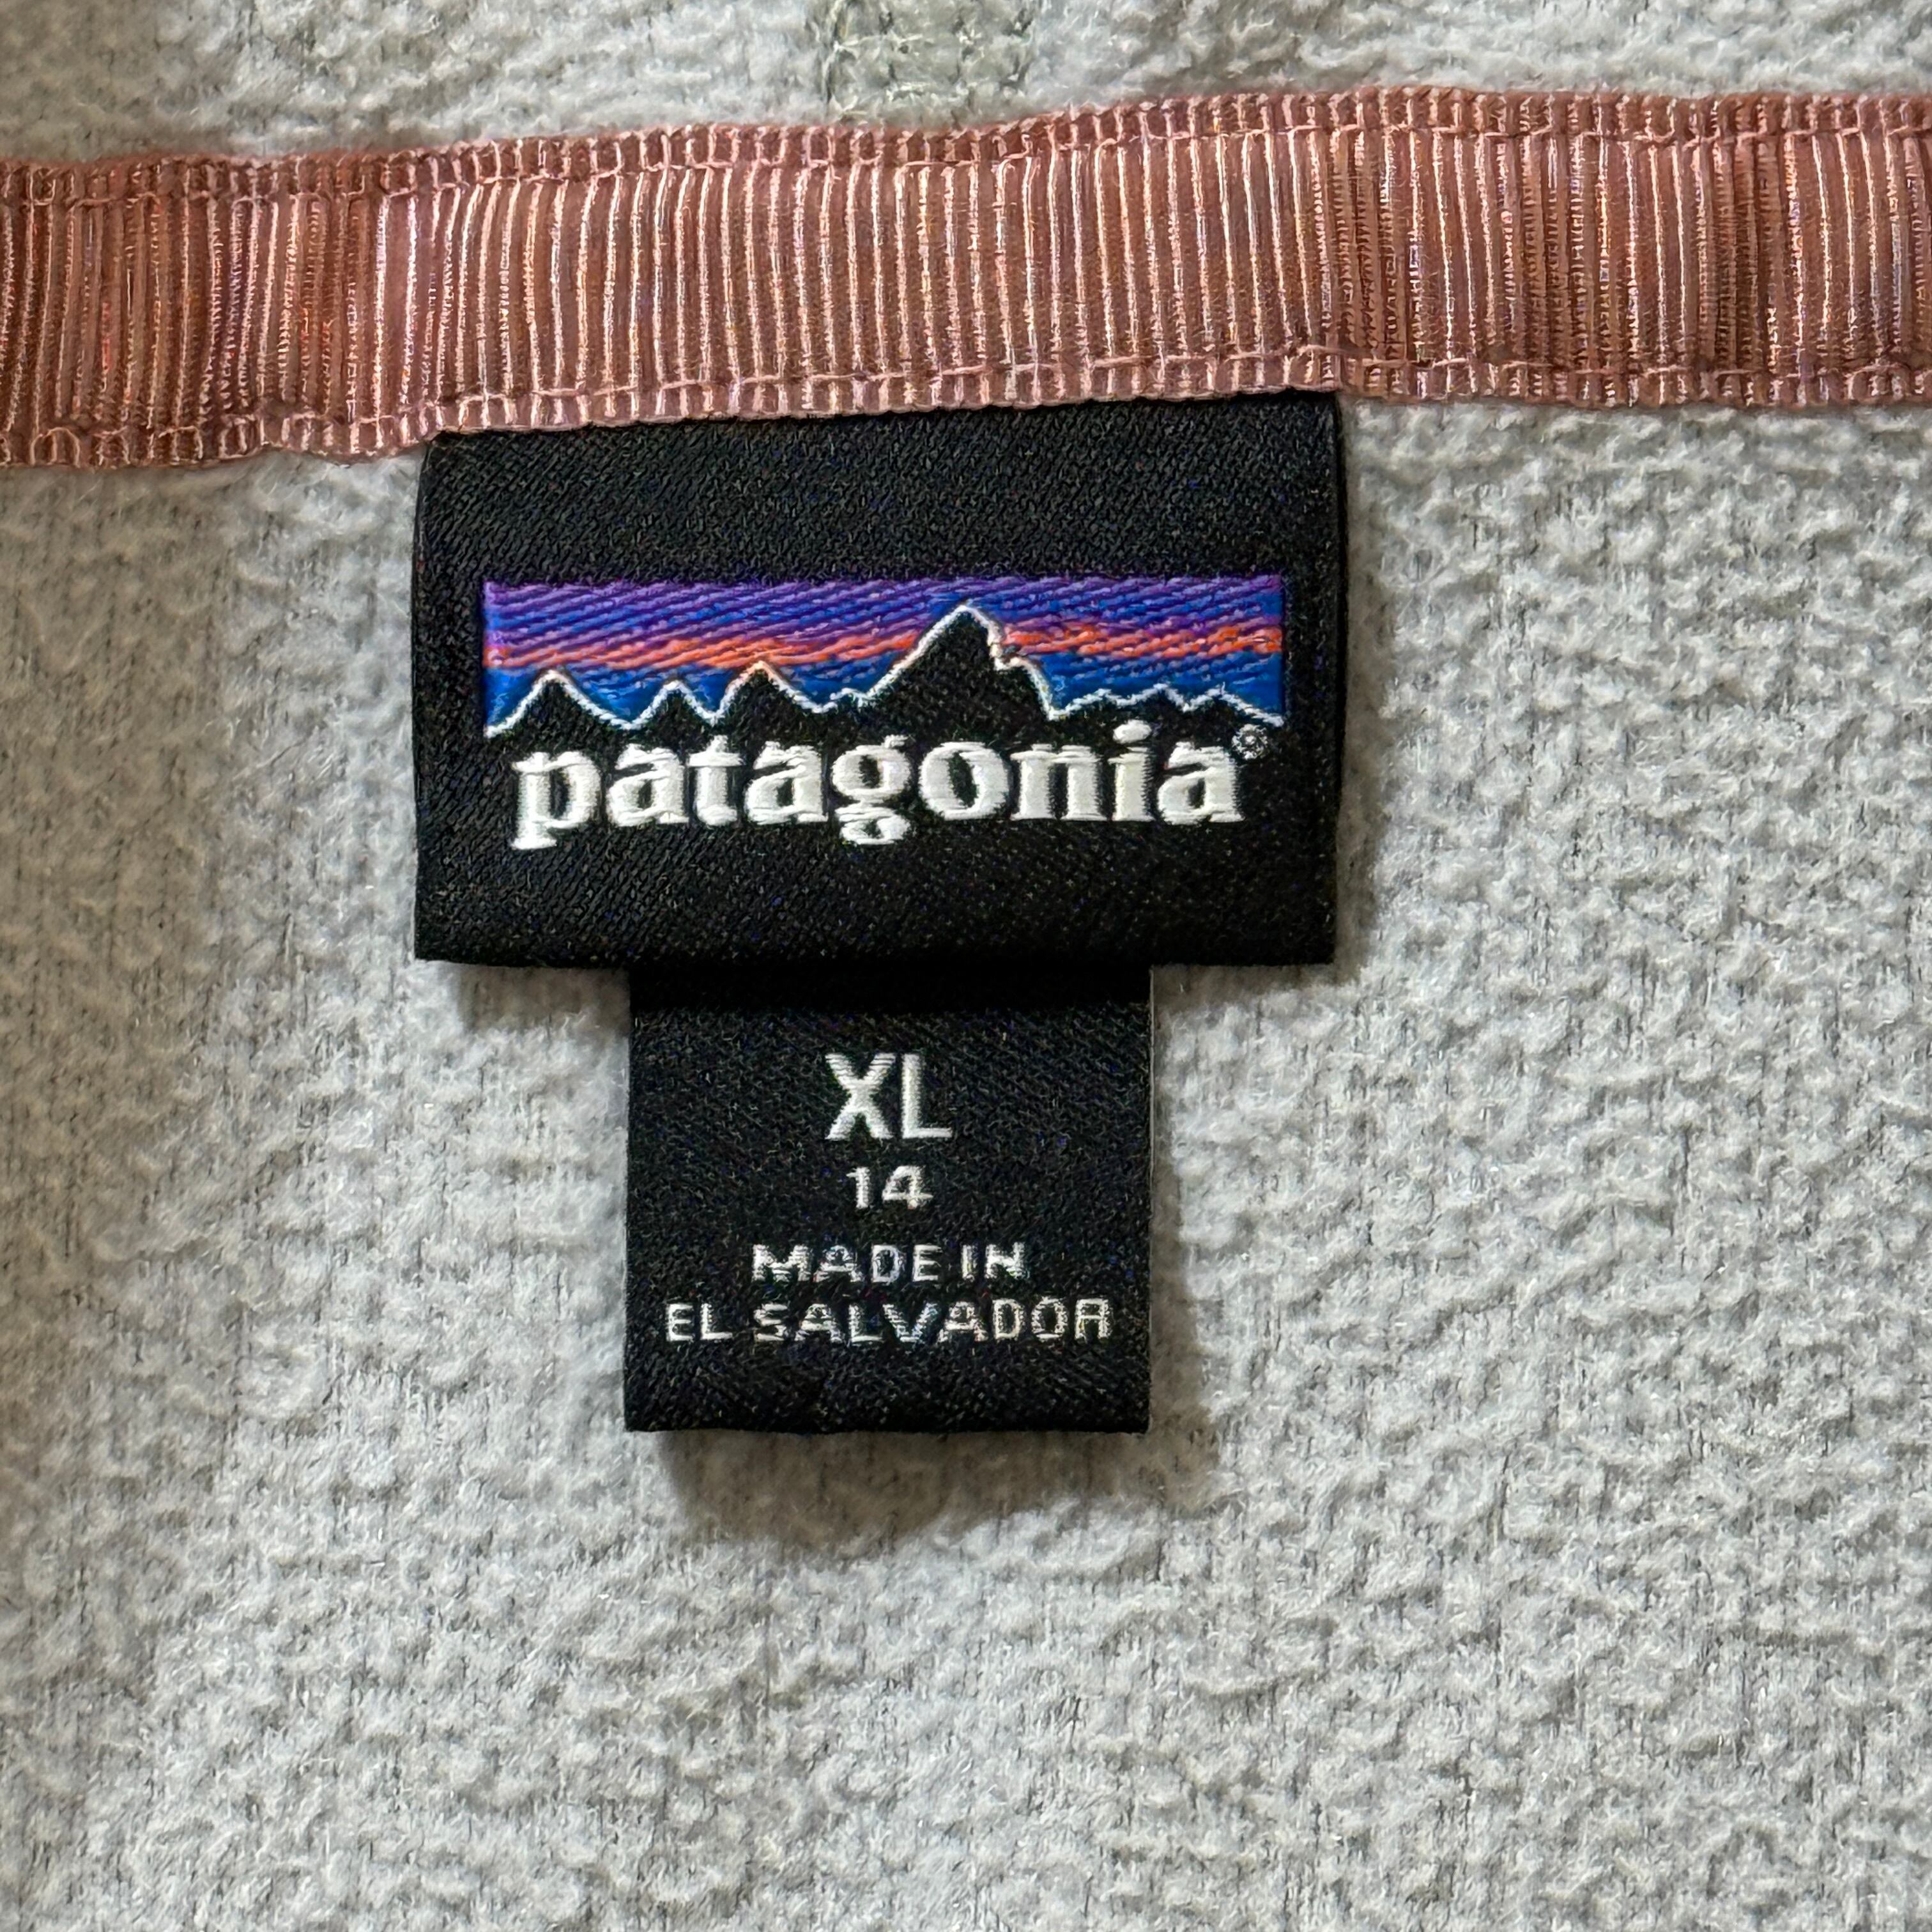 patagonia®
XL
14
MADE IN
EL SALVADOR